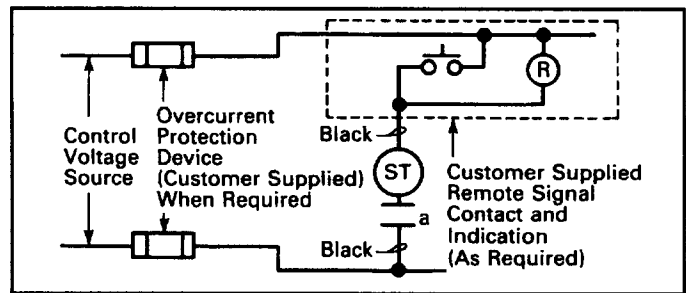 R
Black
Control
Voltage
Source
Overcurrent
Protection
Device
(Customer Supplied)
When Required
ST
a
Black
Customer Supplied
Remote Signal
Contact and
Indication
(As Required)